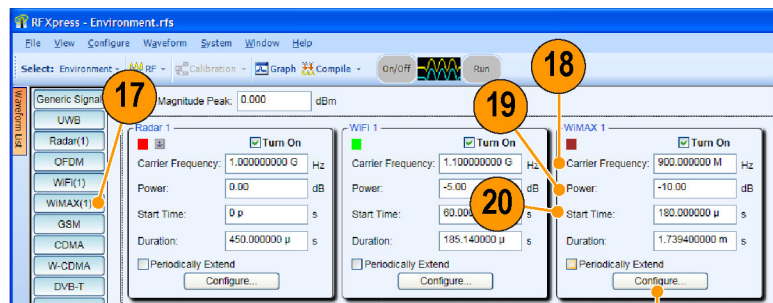 RFXpress - Environment.rfs
File View Configure Waveform System Window Help
Select: Environment RF Calibration Graph Compile On/Off Run
Waveform List
Generic Signal
UWB
Radar(1)
OFDM
WiFi(1)
WiMAX(1)
GSM
CDMA
W-CDMA
DVB-T
17
Magnitude Peak: 0.000 dBm
Radar 1
Turn On
Carrier Frequency: 1.000000000 G Hz
Power: 0.00 dB
Start Time: 0 p s
Duration: 450.000000 µ s
Periodically Extend
Configure...
WiFi 1
Turn On
Carrier Frequency: 1.100000000 G Hz
Power: -5.00
Start Time: s
Duration: 185.140000 µ s
Periodically Extend
Configure...
18
19
20
WiMAX 1
Turn On
Carrier Frequency: 900.000000 M Hz
Power: -10.00 dB
Start Time: 180.000000 µ s
Duration: 1.739400000 m s
Periodically Extend
Configure...